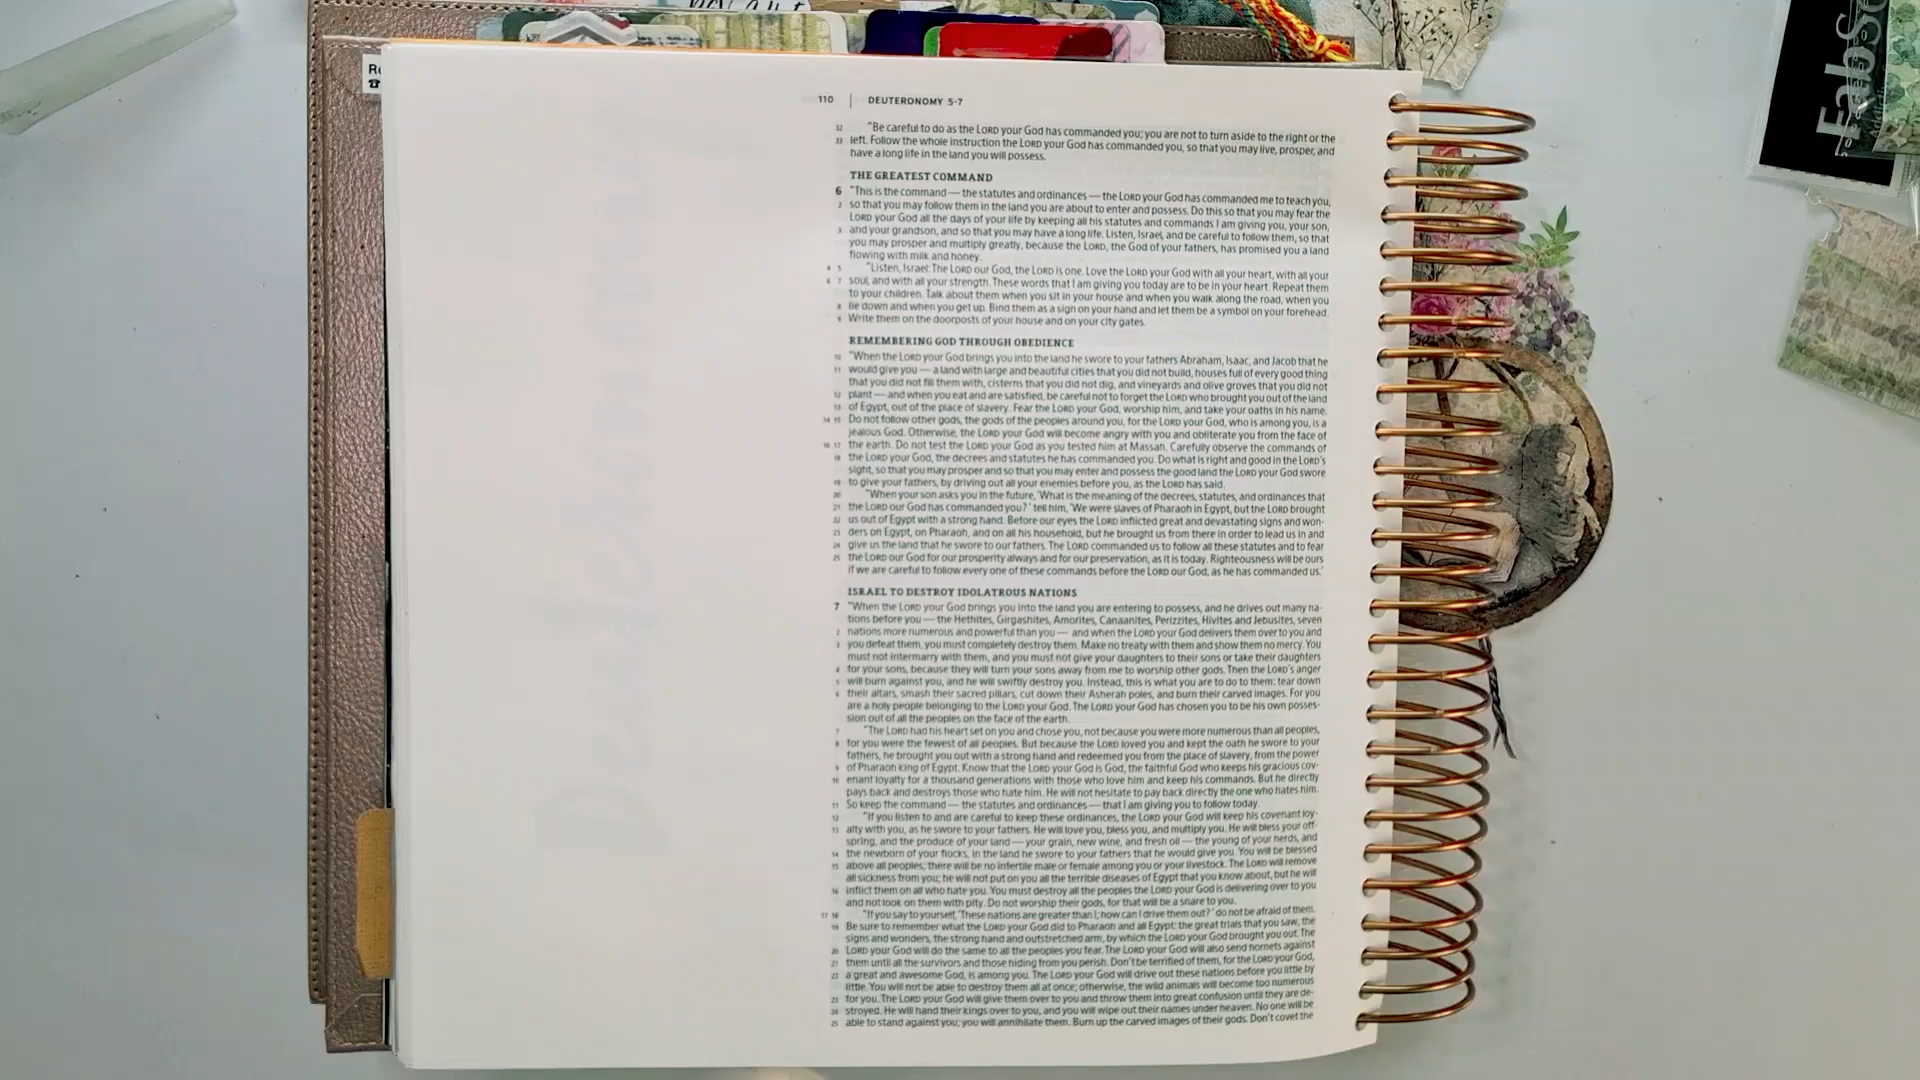 110 | DEUTERONOMY 5-7
32 "Be careful to do as the LORD your God has commanded you; you are not to turn aside to the right or the
33 left. Follow the whole instruction the LORD your God has commanded you, so that you may live, prosper, and
have a long life in the land you will possess.
THE GREATEST COMMAND
6 "This is the command — the statutes and ordinances — the LORD your God has commanded me to teach you,
2 so that you may follow them in the land you are about to enter and possess. Do this so that you may fear the
LORD your God all the days of your life by keeping all his statutes and commands I am giving you, your son,
3 and your grandson, and so that you may have a long life. Listen, Israel, and be careful to follow them, so that
you may prosper and multiply greatly, because the LORD, the God of your fathers, has promised you a land
flowing with milk and honey.
4 5 "Listen, Israel: The LORD our God, the LORD is one. Love the LORD your God with all your heart, with all your
6 7 soul, and with all your strength. These words that I am giving you today are to be in your heart. Repeat them
to your children. Talk about them when you sit in your house and when you walk along the road, when you
8 lie down and when you get up. Bind them as a sign on your hand and let them be a symbol on your forehead.
9 Write them on the doorposts of your house and on your city gates.
REMEMBERING GOD THROUGH OBEDIENCE
10 "When the LORD your God brings you into the land he swore to your fathers Abraham, Isaac, and Jacob that he
11 would give you — a land with large and beautiful cities that you did not build, houses full of every good thing
that you did not fill them with, cisterns that you did not dig, and vineyards and olive groves that you did not
12 plant — and when you eat and are satisfied, be careful not to forget the LORD who brought you out of the land
13 of Egypt, out of the place of slavery. Fear the LORD your God, worship him, and take your oaths in his name.
14 15 Do not follow other gods, the gods of the peoples around you, for the LORD your God, who is among you, is a
jealous God. Otherwise, the LORD your God will become angry with you and obliterate you from the face of
16 17 the earth. Do not test the LORD your God as you tested him at Massah. Carefully observe the commands of
18 the LORD your God, the decrees and statutes he has commanded you. Do what is right and good in the LORD's
sight, so that you may prosper and so that you may enter and possess the good land the LORD your God swore
19 to give your fathers, by driving out all your enemies before you, as the LORD has said.
20 "When your son asks you in the future, 'What is the meaning of the decrees, statutes, and ordinances that
21 the LORD our God has commanded you?' tell him, 'We were slaves of Pharaoh in Egypt, but the LORD brought
22 us out of Egypt with a strong hand. Before our eyes the LORD inflicted great and devastating signs and won-
23 ders on Egypt, on Pharaoh, and on all his household, but he brought us from there in order to lead us in and
24 give us the land that he swore to our fathers. The LORD commanded us to follow all these statutes and to fear
25 the LORD our God for our prosperity always and for our preservation, as it is today. Righteousness will be ours
if we are careful to follow every one of these commands before the LORD our God, as he has commanded us.'
ISRAEL TO DESTROY IDOLATROUS NATIONS
7 "When the LORD your God brings you into the land you are entering to possess, and he drives out many na-
tions before you — the Hethites, Girgashites, Amorites, Canaanites, Perizzites, Hivites and Jebusites, seven
2 nations more numerous and powerful than you — and when the LORD your God delivers them over to you and
3 you defeat them, you must completely destroy them. Make no treaty with them and show them no mercy. You
must not intermarry with them, and you must not give your daughters to their sons or take their daughters
4 for your sons, because they will turn your sons away from me to worship other gods. Then the LORD's anger
5 will burn against you, and he will swiftly destroy you. Instead, this is what you are to do to them: tear down
6 their altars, smash their sacred pillars, cut down their Asherah poles, and burn their carved images. For you
are a holy people belonging to the LORD your God. The LORD your God has chosen you to be his own posses-
sion out of all the peoples on the face of the earth.
7 "The LORD had his heart set on you and chose you, not because you were more numerous than all peoples,
8 for you were the fewest of all peoples. But because the LORD loved you and kept the oath he swore to your
fathers, he brought you out with a strong hand and redeemed you from the place of slavery, from the power
9 of Pharaoh king of Egypt. Know that the LORD your God is God, the faithful God who keeps his gracious cov-
10 enant loyalty for a thousand generations with those who love him and keep his commands. But he directly
pays back and destroys those who hate him. He will not hesitate to pay back directly the one who hates him.
11 So keep the command — the statutes and ordinances — that I am giving you to follow today.
12 "If you listen to and are careful to keep these ordinances, the LORD your God will keep his covenant loy-
13 alty with you, as he swore to your fathers. He will love you, bless you, and multiply you. He will bless your off-
spring, and the produce of your land — your grain, new wine, and fresh oil — the young of your herds, and
14 the newborn of your flocks, in the land he swore to your fathers that he would give you. You will be blessed
15 above all peoples; there will be no infertile male or female among you or your livestock. The LORD will remove
all sickness from you; he will not put on you all the terrible diseases of Egypt that you know about, but he will
16 inflict them on all who hate you. You must destroy all the peoples the LORD your God is delivering over to you
and not look on them with pity. Do not worship their gods, for that will be a snare to you.
17 18 "If you say to yourself, 'These nations are greater than I; how can I drive them out?' do not be afraid of them.
19 Be sure to remember what the LORD your God did to Pharaoh and all Egypt: the great trials that you saw, the
signs and wonders, the strong hand and outstretched arm, by which the LORD your God brought you out. The
20 LORD your God will do the same to all the peoples you fear. The LORD your God will also send hornets against
21 them until all the survivors and those hiding from you perish. Don't be terrified of them, for the LORD your God,
22 a great and awesome God, is among you. The LORD your God will drive out these nations before you little by
little. You will not be able to destroy them all at once; otherwise, the wild animals will become too numerous
23 for you. The LORD your God will give them over to you and throw them into great confusion until they are de-
24 stroyed. He will hand their kings over to you, and you will wipe out their names under heaven. No one will be
25 able to stand against you; you will annihilate them. Burn up the carved images of their gods. Don't covet the